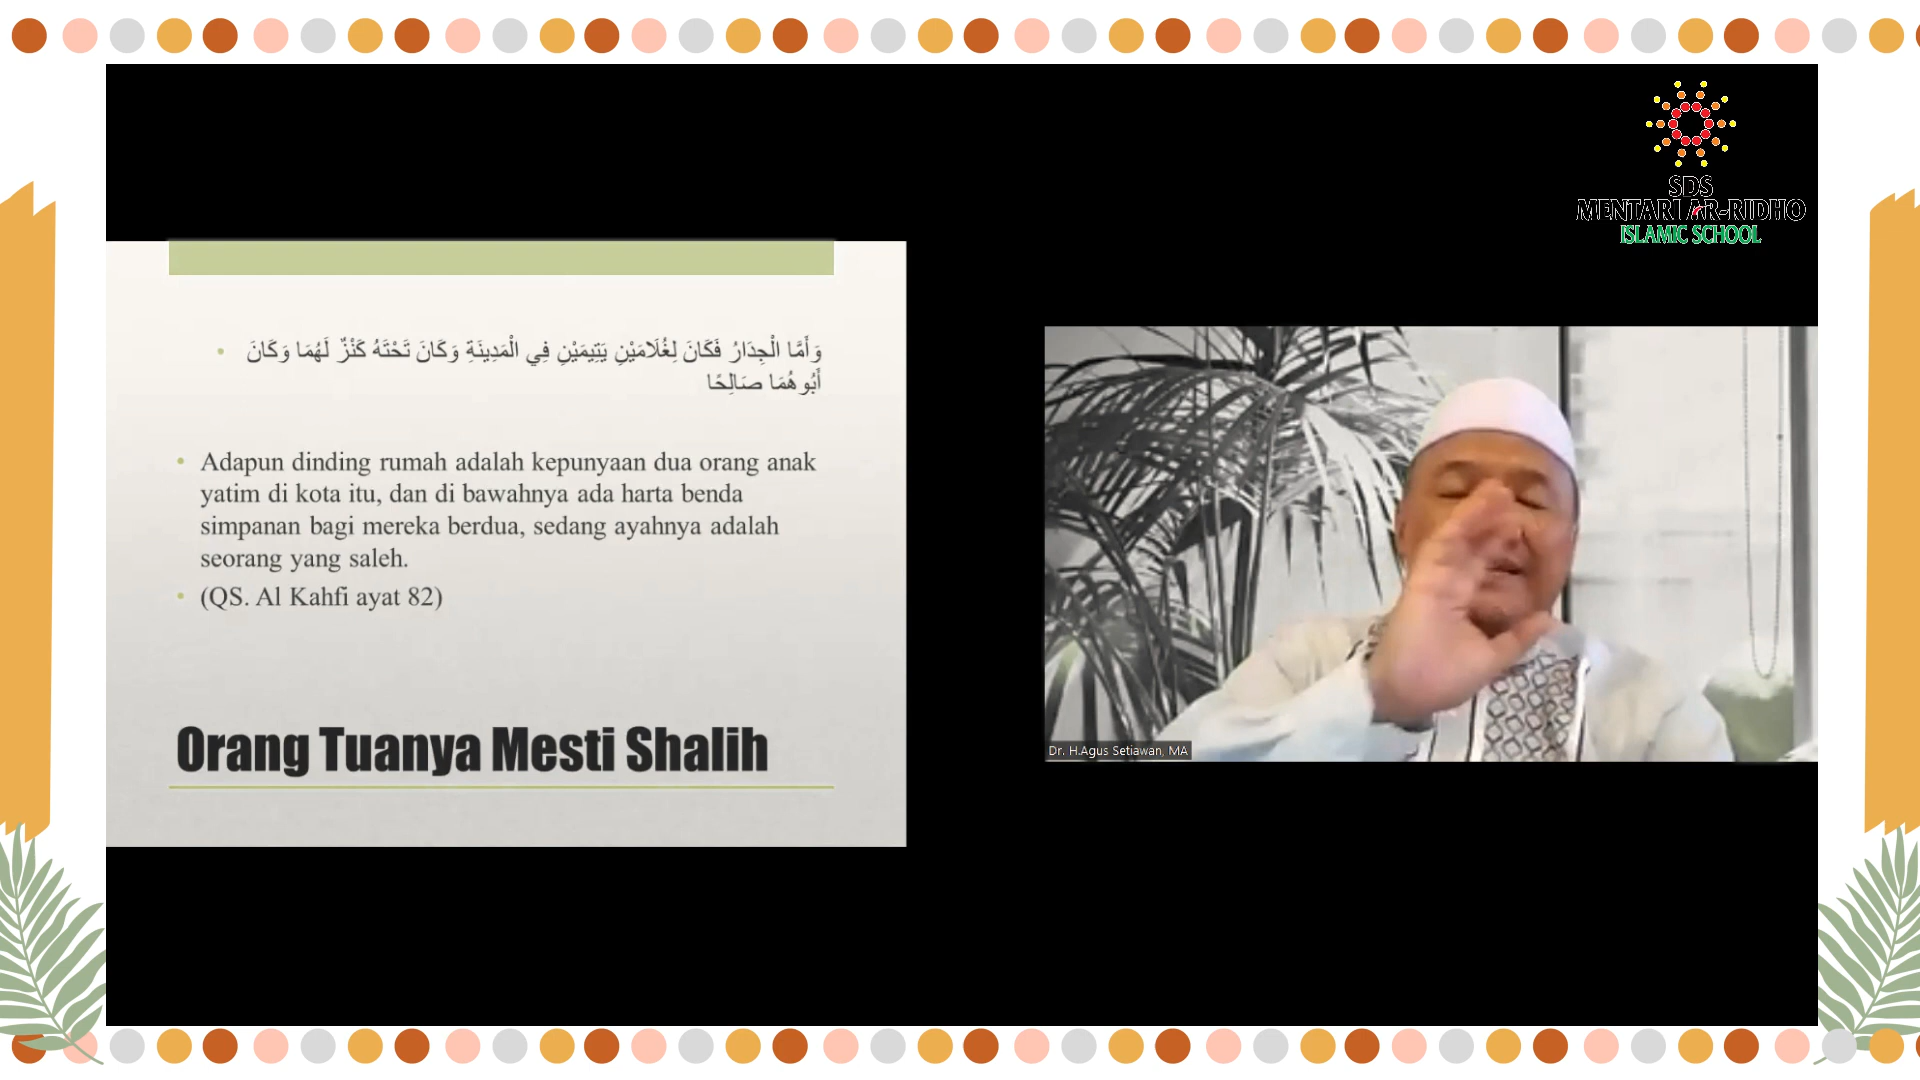 SDS
MENTARI AR-RIDHO
ISLAMIC SCHOOL
• وَأَمَّا الْجِدَارُ فَكَانَ لِغُلَامَيْنِ يَتِيمَيْنِ فِي الْمَدِينَةِ وَكَانَ تَحْتَهُ كَنْزٌ لَهُمَا وَكَانَ
أَبُوهُمَا صَالِحًا
• Adapun dinding rumah adalah kepunyaan dua orang anak
yatim di kota itu, dan di bawahnya ada harta benda
simpanan bagi mereka berdua, sedang ayahnya adalah
seorang yang saleh.
• (QS. Al Kahfi ayat 82)
Orang Tuanya Mesti Shalih
Dr. H.Agus Setiawan, MA